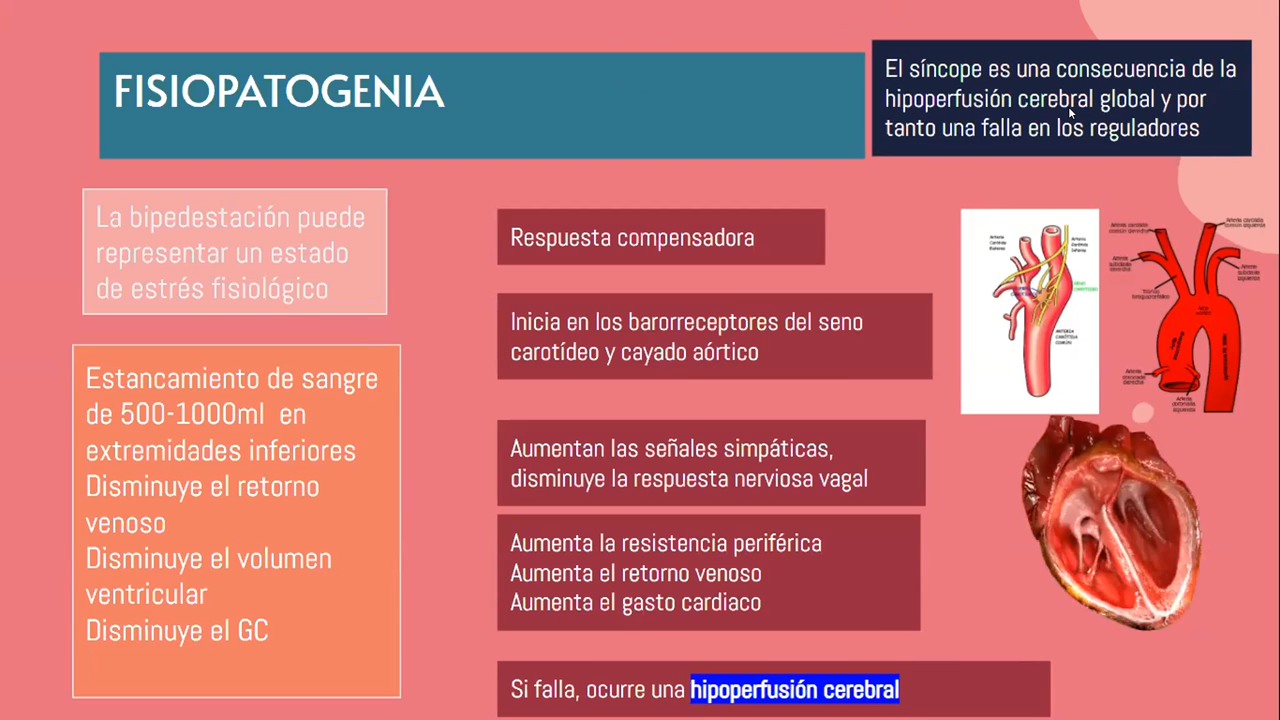 FISIOPATOGENIA
El síncope es una consecuencia de la
hipoperfusión cerebral global y por
tanto una falla en los reguladores
La bipedestación puede
representar un estado
de estrés fisiológico
Estancamiento de sangre
de 500-1000ml en
extremidades inferiores
Disminuye el retorno
venoso
Disminuye el volumen
ventricular
Disminuye el GC
Respuesta compensadora
Inicia en los barorreceptores del seno
carotídeo y cayado aórtico
Aumentan las señales simpáticas,
disminuye la respuesta nerviosa vagal
Aumenta la resistencia periférica
Aumenta el retorno venoso
Aumenta el gasto cardiaco
Si falla, ocurre una hipoperfusión cerebral
ARTERIA
CARÓTIDA
COMÚN